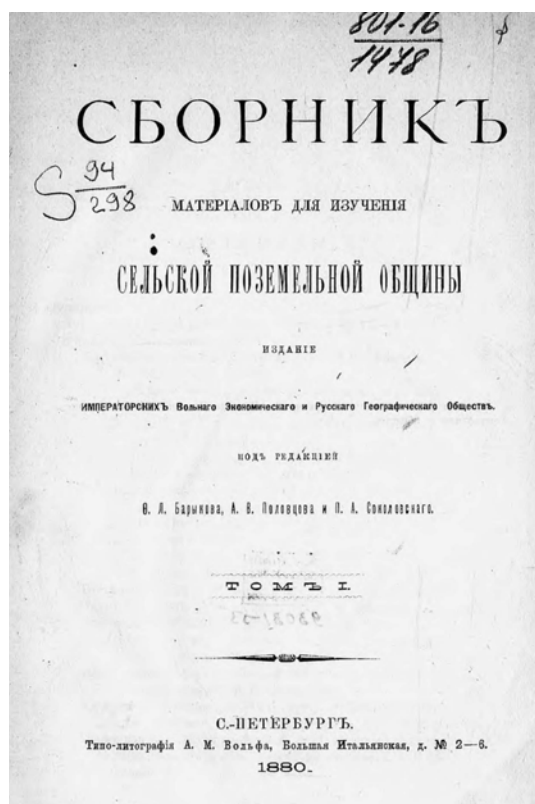 801-16
1478
СБОРНИКЪ
S 94
298
МАТЕРІАЛОВЪ ДЛЯ ИЗУЧЕНІЯ
СЕЛЬСКОЙ ПОЗЕМЕЛЬНОЙ ОБЩИНЫ
ИЗДАНІЕ
ИМПЕРАТОРСКИХЪ Вольнаго Экономическаго и Русскаго Географическаго Обществъ.
ПОДЪ РЕДАКЦІЕЙ
Ѳ. Л. Барыкова, А. В. Половцова и П. А. Соколовскаго.
ТОМЪ I.
С.-ПЕТЕРБУРГЪ.
Типо-литографія А. М. Вольфа, Большая Итальянская, д. № 2—6.
1880.